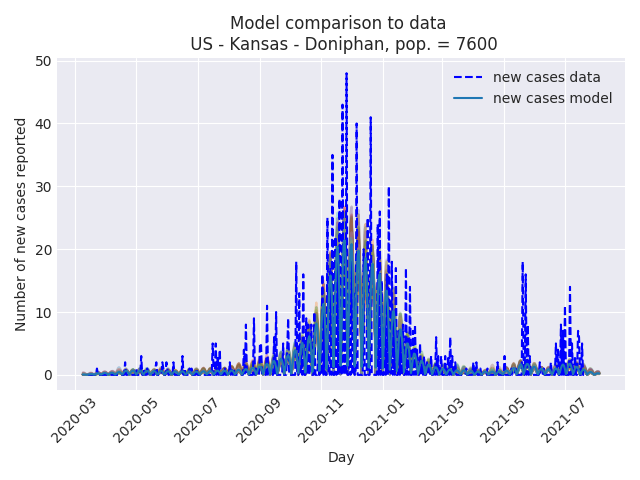 Model comparison to data
US - Kansas - Doniphan, pop. = 7600
new cases data
new cases model
Number of new cases reported
50
40
30
20
10
0
2020-03
2020-05
2020-07
2020-09
2020-11
2021-01
2021-03
2021-05
2021-07
Day